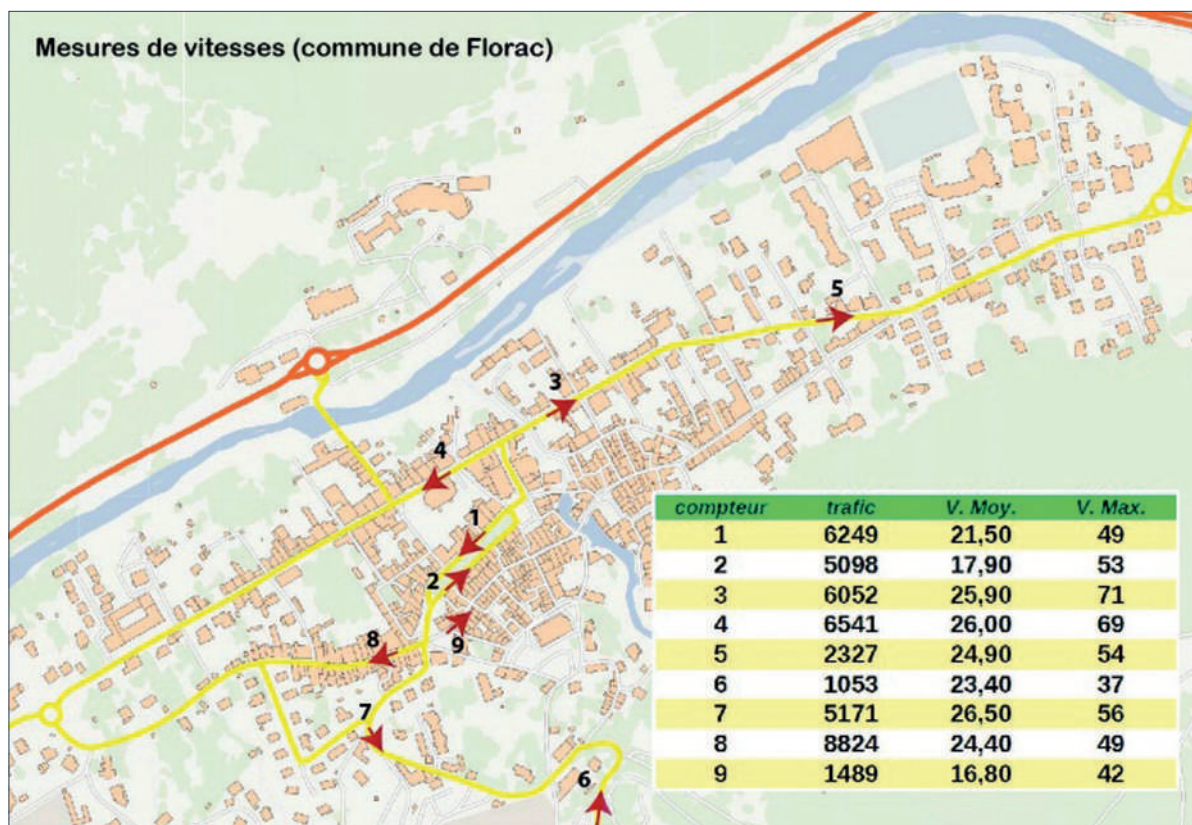 Mesures de vitesses (commune de Florac)
5
3
4
1
2
8
9
7
6
compteur trafic V. Moy. V. Max.
1 6249 21,50 49
2 5098 17,90 53
3 6052 25,90 71
4 6541 26,00 69
5 2327 24,90 54
6 1053 23,40 37
7 5171 26,50 56
8 8824 24,40 49
9 1489 16,80 42